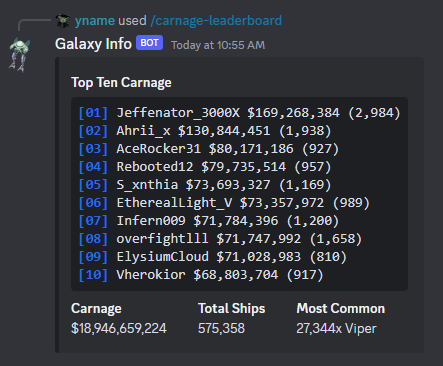 yname used /carnage-leaderboard
Galaxy Info BOT Today at 10:55 AM
Top Ten Carnage
[01] Jeffenator_3000X $169,268,384 (2,984)
[02] Ahrii_x $130,844,451 (1,938)
[03] AceRocker31 $80,171,186 (927)
[04] Rebooted12 $79,735,514 (957)
[05] S_xnthia $73,693,327 (1,169)
[06] EtherealLight_V $73,357,972 (989)
[07] Infern009 $71,784,396 (1,200)
[08] overfightlll $71,747,992 (1,658)
[09] ElysiumCloud $71,028,983 (810)
[10] Vherokior $68,803,704 (917)
Carnage Total Ships Most Common
$18,946,659,224 575,358 27,344x Viper